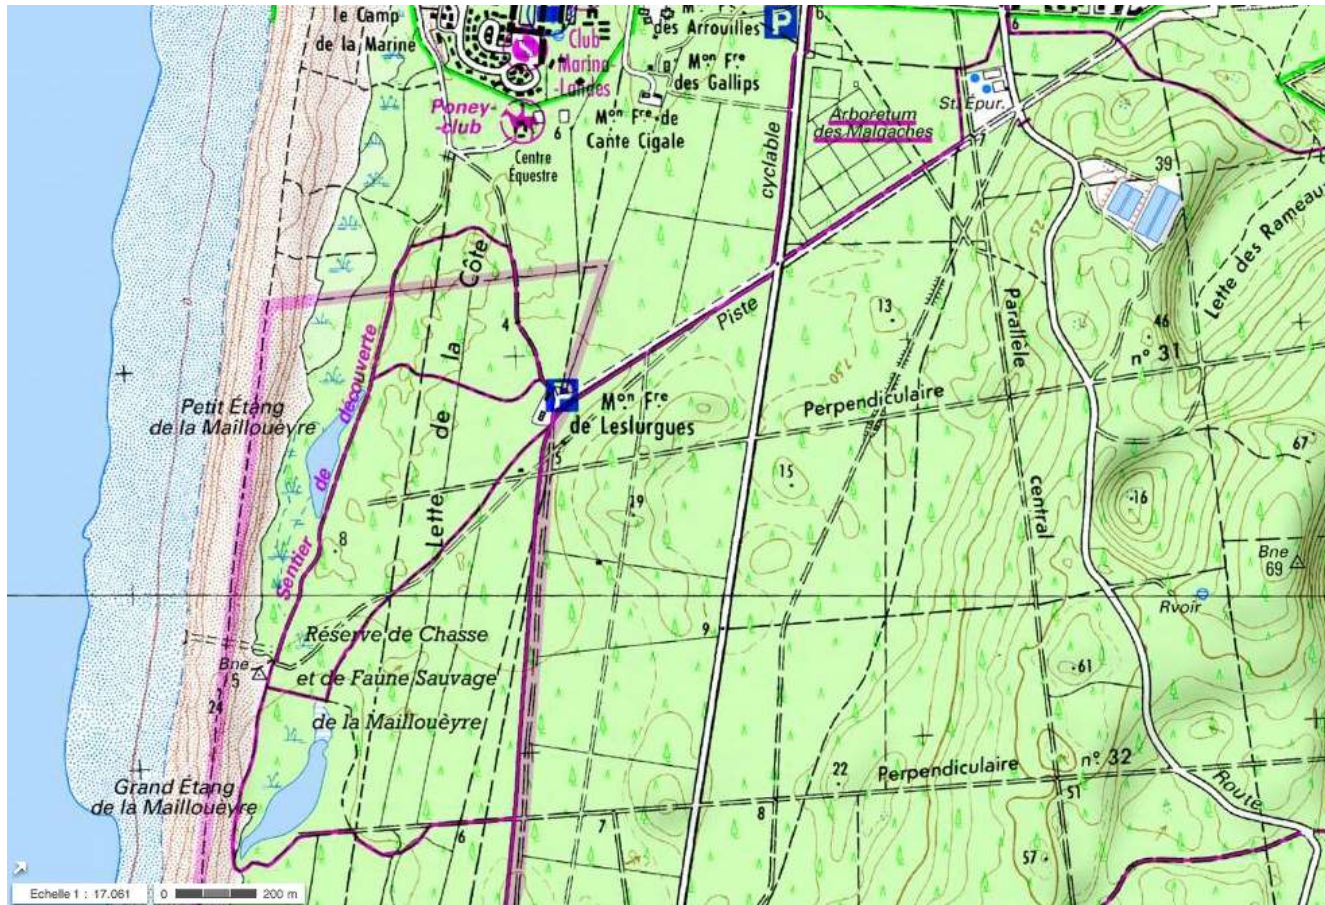 le Camp
de la Marine
Club
Marina-
-Landes
Poney-
-club
6
Centre
Équestre
P
des Arrouilles
Mon Fre
des Gallips
Mon Fre de
Cante Cigale
6
6
cyclable
Arboretum
des Malgaches
St. Épur.
39
25
Lette des Rameaux
Parallèle
central
46
n° 31
67
13
Piste
Perpendiculaire
4
Lette de la Côte
P
Mon Fre
de Leslurgues
5
Petit Étang
de la Maillouèyre
Sentier de découverte
8
19
15
16
Bne
69
Rvoir
9
61
Réserve de Chasse
et de Faune Sauvage
de la Maillouèyre
Bne
15
24
Grand Étang
de la Maillouèyre
22
Perpendiculaire
n° 32
51
Route
6
7
8
57
Echelle 1 : 17.061
0
200 m